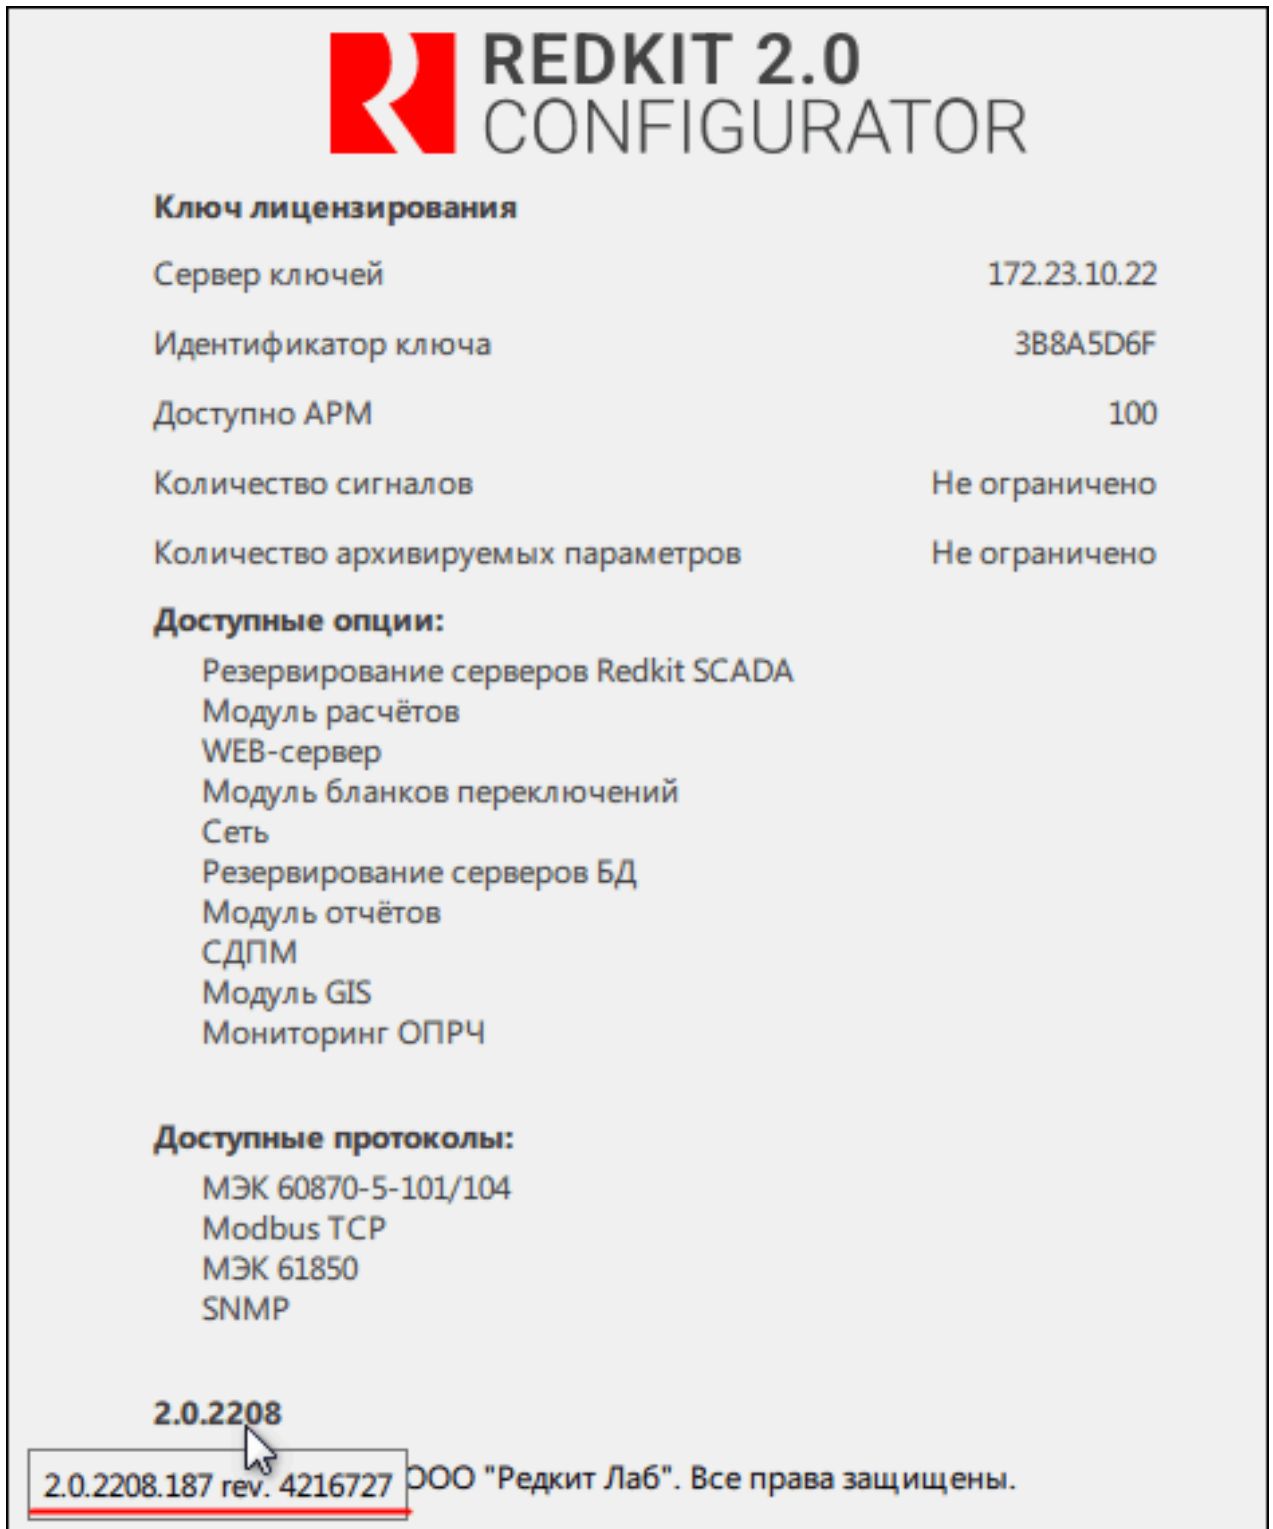 REDKIT 2.0
CONFIGURATOR
Ключ лицензирования
Сервер ключей 172.23.10.22
Идентификатор ключа 3B8A5D6F
Доступно АРМ 100
Количество сигналов Не ограничено
Количество архивируемых параметров Не ограничено
Доступные опции:
Резервирование серверов Redkit SCADA
Модуль расчётов
WEB-сервер
Модуль бланков переключений
Сеть
Резервирование серверов БД
Модуль отчётов
СДПМ
Модуль GIS
Мониторинг ОПРЧ
Доступные протоколы:
МЭК 60870-5-101/104
Modbus TCP
МЭК 61850
SNMP
2.0.2208
2.0.2208.187 rev. 4216727 ООО "Редкит Лаб". Все права защищены.